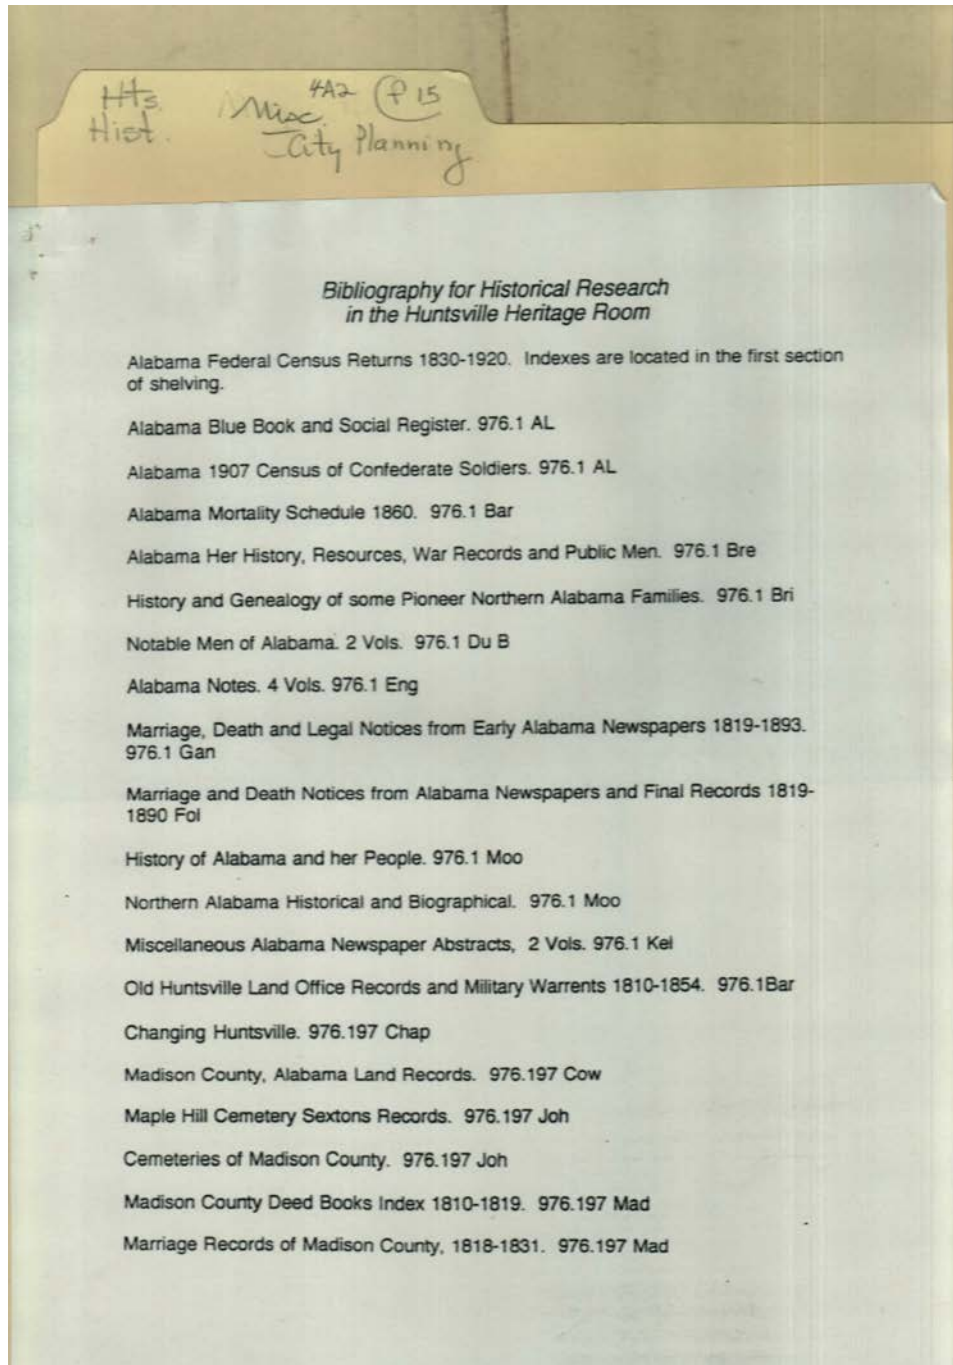 Hts. Misc. 4A2 P 15
Hist. - City Planning
Bibliography for Historical Research
in the Huntsville Heritage Room
Alabama Federal Census Returns 1830-1920. Indexes are located in the first section
of shelving.
Alabama Blue Book and Social Register. 976.1 AL
Alabama 1907 Census of Confederate Soldiers. 976.1 AL
Alabama Mortality Schedule 1860. 976.1 Bar
Alabama Her History, Resources, War Records and Public Men. 976.1 Bre
History and Genealogy of some Pioneer Northern Alabama Families. 976.1 Bri
Notable Men of Alabama. 2 Vols. 976.1 Du B
Alabama Notes. 4 Vols. 976.1 Eng
Marriage, Death and Legal Notices from Early Alabama Newspapers 1819-1893.
976.1 Gan
Marriage and Death Notices from Alabama Newspapers and Final Records 1819-
1890 Fol
History of Alabama and her People. 976.1 Moo
Northern Alabama Historical and Biographical. 976.1 Moo
Miscellaneous Alabama Newspaper Abstracts, 2 Vols. 976.1 Kel
Old Huntsville Land Office Records and Military Warrents 1810-1854. 976.1Bar
Changing Huntsville. 976.197 Chap
Madison County, Alabama Land Records. 976.197 Cow
Maple Hill Cemetery Sextons Records. 976.197 Joh
Cemeteries of Madison County. 976.197 Joh
Madison County Deed Books Index 1810-1819. 976.197 Mad
Marriage Records of Madison County, 1818-1831. 976.197 Mad